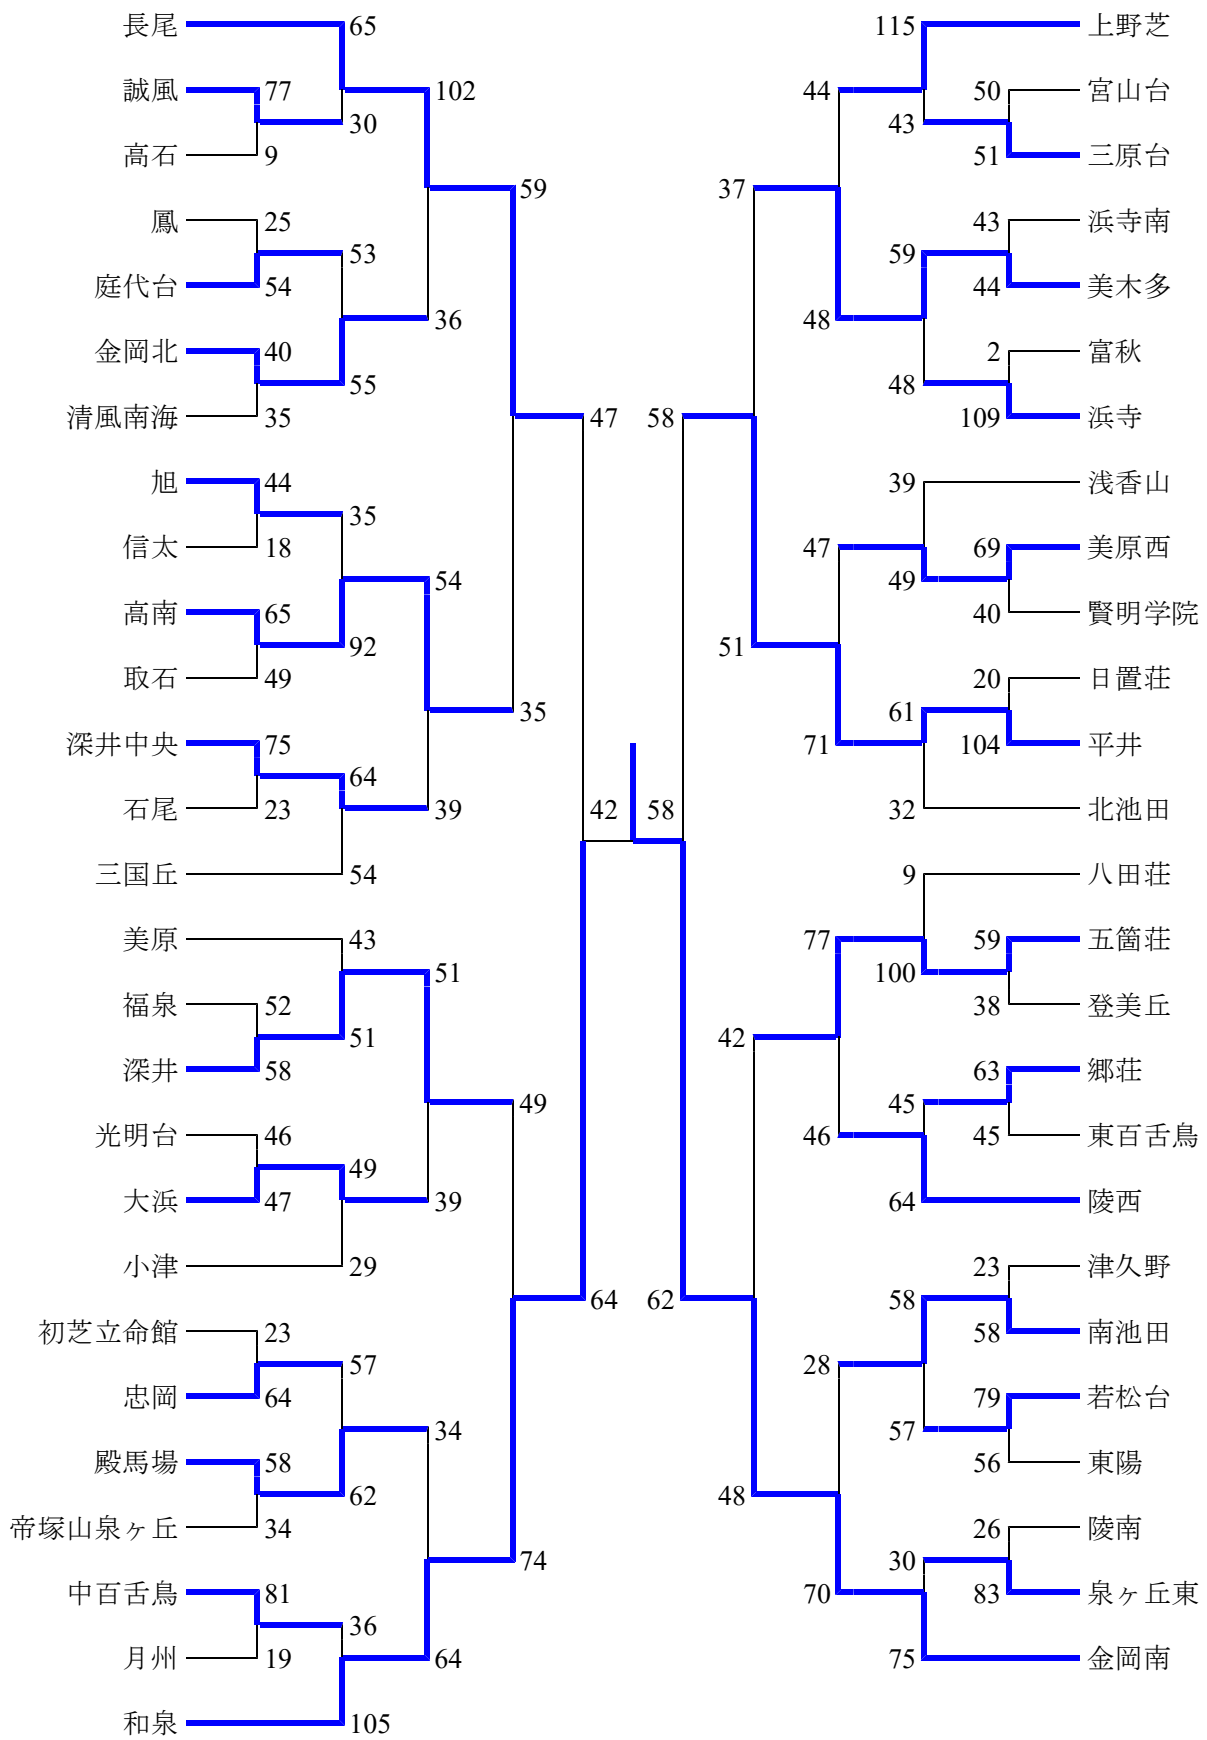 長尾 65 115 上野芝
誠風 77 102 44 50 宮山台
30 43
高石 9 51 三原台
59 37
鳳 25 43 浜寺南
53 59
庭代台 54 44 美木多
36 48
金岡北 40 2 富秋
55 48
清風南海 35 47 58 109 浜寺
旭 44 39 浅香山
35
信太 18 47 69 美原西
54 49
高南 65 40 賢明学院
92 51
取石 49 20 日置荘
35 61
深井中央 75 71 104 平井
64
石尾 23 39 42 58 32 北池田
三国丘 54 9 八田荘
美原 43 77 59 五箇荘
51 100
福泉 52 38 登美丘
51 42
深井 58 63 郷荘
49 45
光明台 46 46 45 東百舌鳥
49
大浜 47 39 64 陵西
小津 29 23 津久野
64 62 58
初芝立命館 23 58 南池田
57 28
忠岡 64 79 若松台
34 57
殿馬場 58 56 東陽
62 48
帝塚山泉ヶ丘 34 26 陵南
74 30
中百舌鳥 81 70 83 泉ヶ丘東
36
月州 19 64 75 金岡南
和泉 105